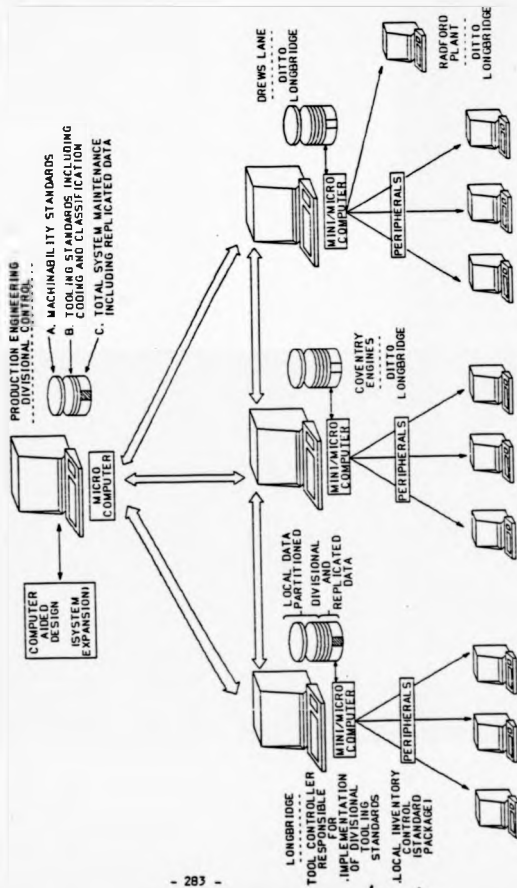 PRODUCTION ENGINEERING
DIVISIONAL CONTROL
A. MACHINABILITY STANDARDS
B. TOOLING STANDARDS INCLUDING
CODING AND CLASSIFICATION
C. TOTAL SYSTEM MAINTENANCE
INCLUDING REPLICATED DATA
COMPUTER
AIDED
DESIGN
(SYSTEM
EXPANSION)
MICRO
COMPUTER
LONGBRIDGE
TOOL CONTROLLER
RESPONSIBLE
FOR
.IMPLEMENTATION
OF DIVISIONAL
TOOLING
STANDARDS
.LOCAL INVENTORY
CONTROL
(STANDARD
PACKAGE)
LOCAL DATA
PARTITIONED
DIVISIONAL
AND
REPLICATED
DATA
MINI/MICRO
COMPUTER
PERIPHERALS
COVENTRY
ENGINES
DITTO
LONGBRIDGE
MINI/MICRO
COMPUTER
PERIPHERALS
DREWS LANE
DITTO
LONGBRIDGE
MINI/MICRO
COMPUTER
PERIPHERALS
RADFORD
PLANT
DITTO
LONGBRIDGE
- 283 -